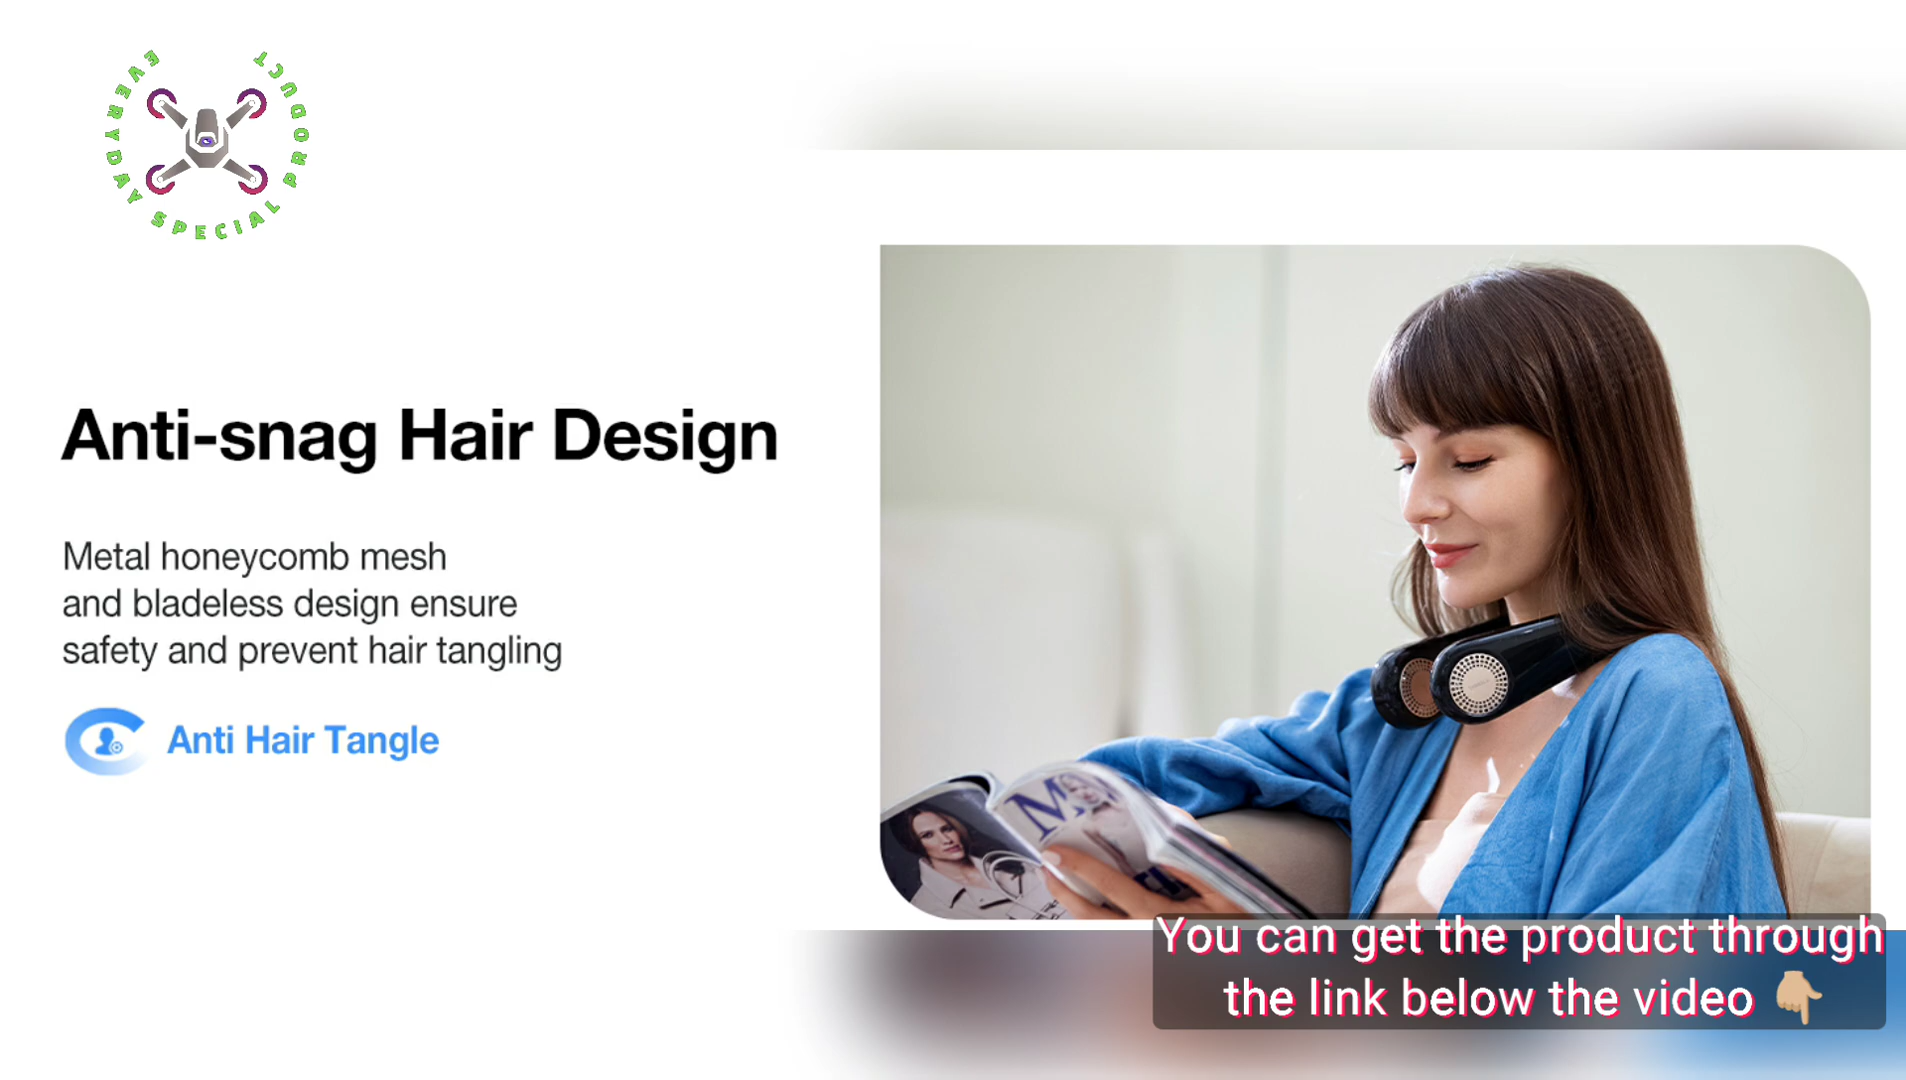 EVERYDAY SPECIAL PRODUCT
Anti-snag Hair Design
Metal honeycomb mesh
and bladeless design ensure
safety and prevent hair tangling
Anti Hair Tangle
M
You can get the product through
the link below the video 👇🏼